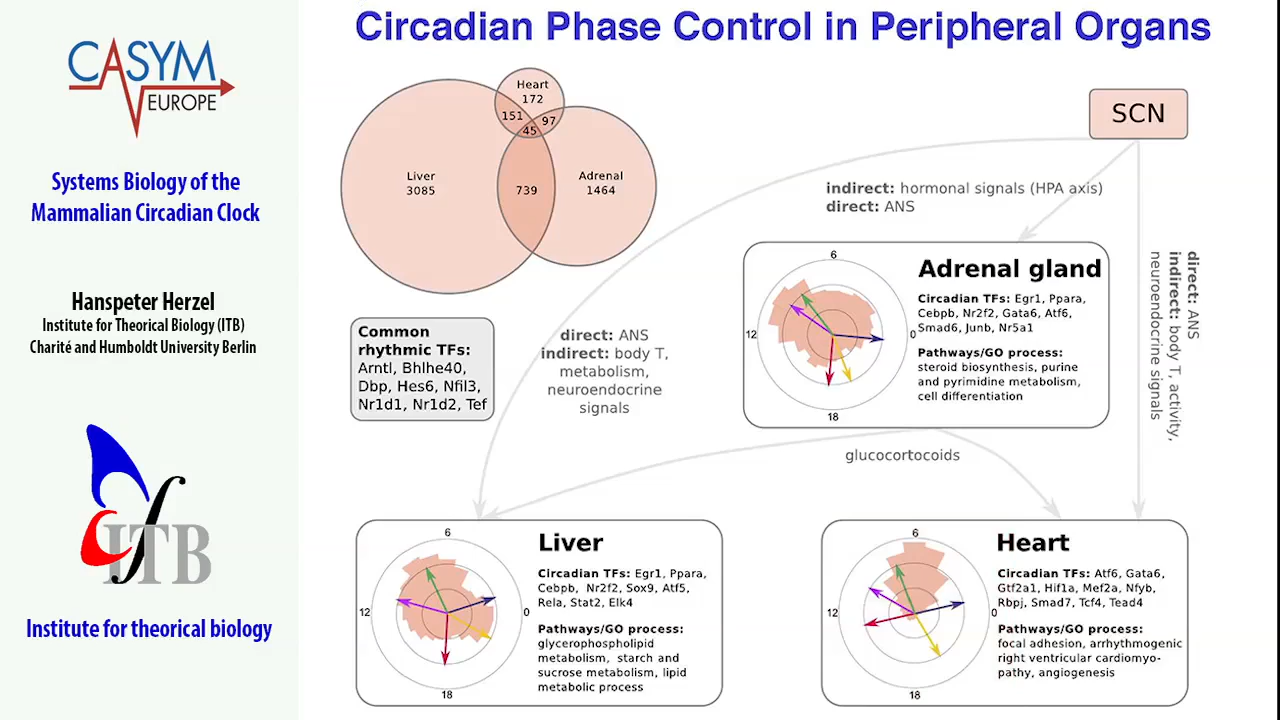 CASYM
EUROPE
Systems Biology of the
Mammalian Circadian Clock
Hanspeter Herzel
Institute for Theorical Biology (ITB)
Charité and Humboldt University Berlin
ITB
Institute for theorical biology
Circadian Phase Control in Peripheral Organs
Heart
172
151
97
45
Liver
3085
739
Adrenal
1464
SCN
indirect: hormonal signals (HPA axis)
direct: ANS
Common
rhythmic TFs:
Arntl, Bhlhe40,
Dbp, Hes6, Nfil3,
Nr1d1, Nr1d2, Tef
direct: ANS
indirect: body T,
metabolism,
neuroendocrine
signals
6
12
0
18
Adrenal gland
Circadian TFs: Egr1, Ppara,
Cebpb, Nr2f2, Gata6, Atf6,
Smad6, Junb, Nr5a1
Pathways/GO process:
steroid biosynthesis, purine
and pyrimidine metabolism,
cell differentiation
direct: ANS
indirect: body T, activity,
neuroendocrine signals
glucocortocoids
6
12
0
18
Liver
Circadian TFs: Egr1, Ppara,
Cebpb, Nr2f2, Sox9, Atf5,
Rela, Stat2, Elk4
Pathways/GO process:
glycerophospholipid
metabolism, starch and
sucrose metabolism, lipid
metabolic process
6
12
0
18
Heart
Circadian TFs: Atf6, Gata6,
Gtf2a1, Hif1a, Mef2a, Nfyb,
Rbpj, Smad7, Tcf4, Tead4
Pathways/GO process:
focal adhesion, arrhythmogenic
right ventricular cardiomyo-
pathy, angiogenesis